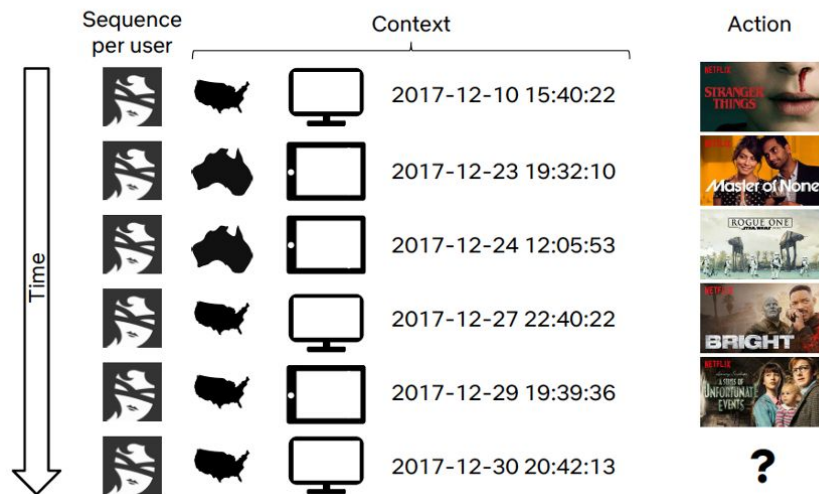 Sequence
per user
Context
Action
Time
2017-12-10 15:40:22
NETFLIX
STRANGER
THINGS
2017-12-23 19:32:10
NETFLIX
Master of None
2017-12-24 12:05:53
ROGUE ONE
STAR WARS
2017-12-27 22:40:22
NETFLIX
BRIGHT
2017-12-29 19:39:36
NETFLIX
A SERIES OF
UNFORTUNATE
EVENTS
2017-12-30 20:42:13
?